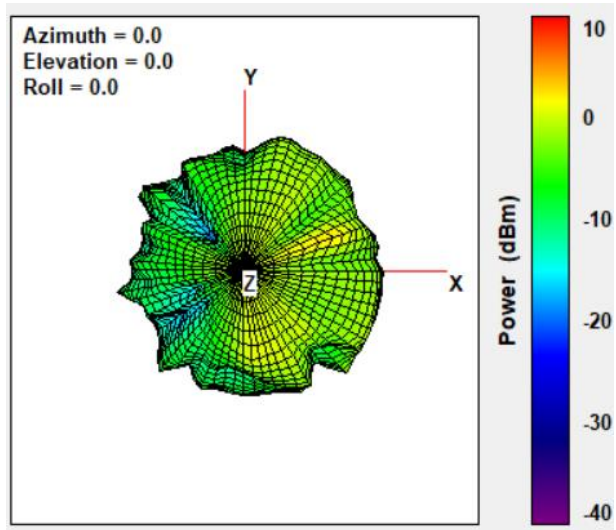 Azimuth = 0.0
Elevation = 0.0
Roll = 0.0
Y
X
Z
Power (dBm)
10
0
-10
-20
-30
-40